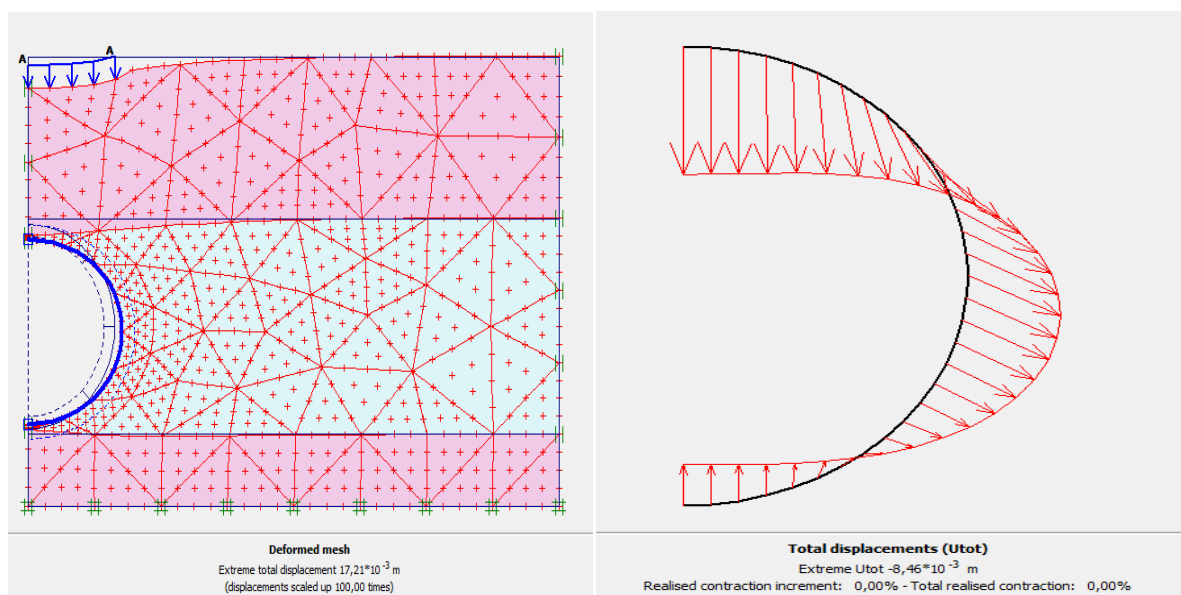 A
A
Deformed mesh
Extreme total displacement 17,21*10 -3 m
(displacements scaled up 100,00 times)
Total displacements (Utot)
Extreme Utot -8,46*10 -3 m
Realised contraction increment: 0,00% - Total realised contraction: 0,00%